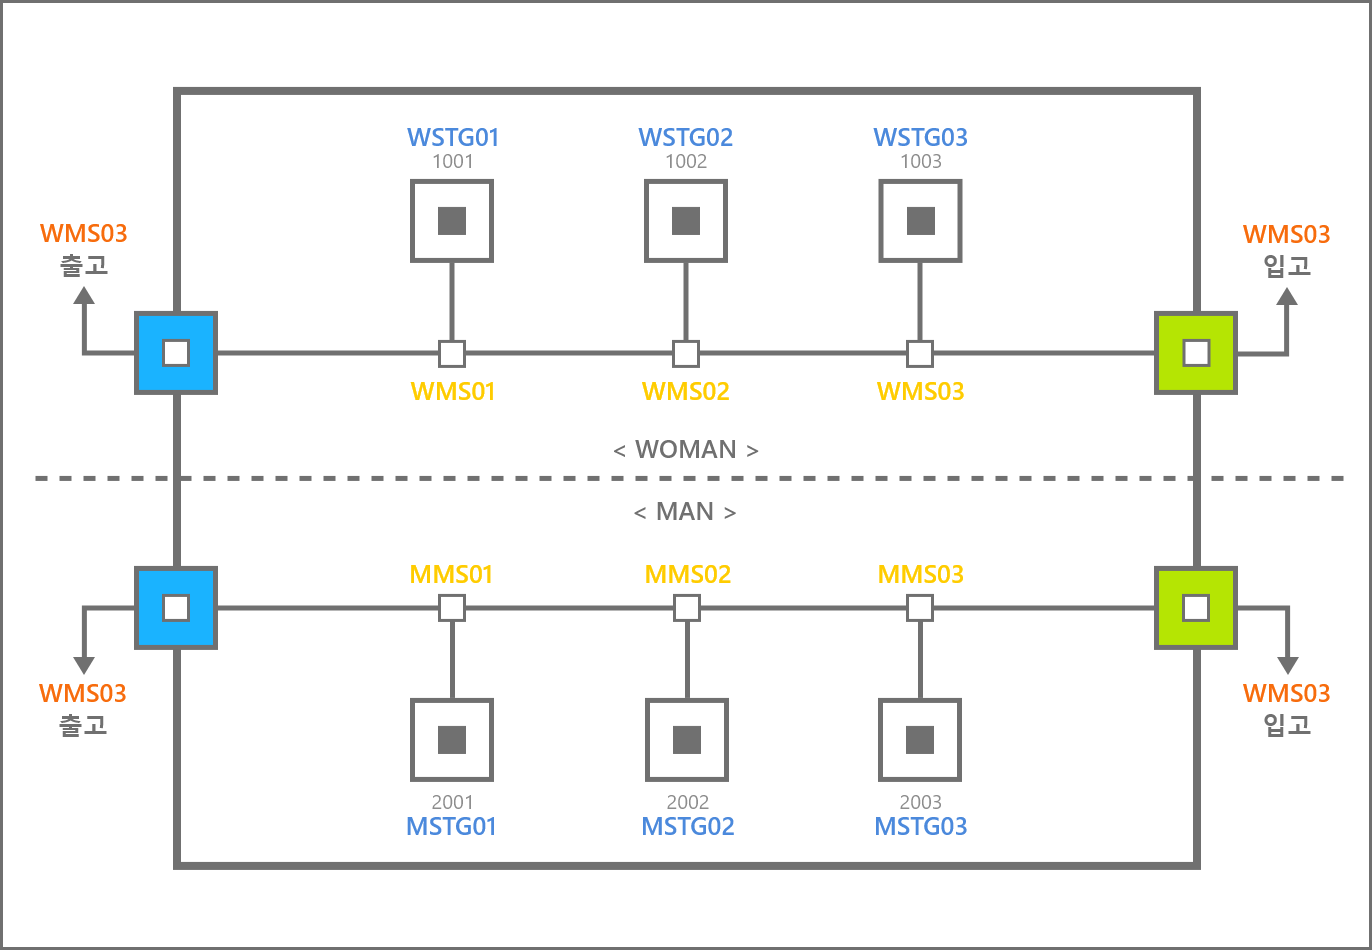 WSTG01
1001
WSTG02
1002
WSTG03
1003
WMS03
출고
WMS03
입고
WMS01
WMS02
WMS03
< WOMAN >
< MAN >
MMS01
MMS02
MMS03
WMS03
출고
WMS03
입고
2001
MSTG01
2002
MSTG02
2003
MSTG03